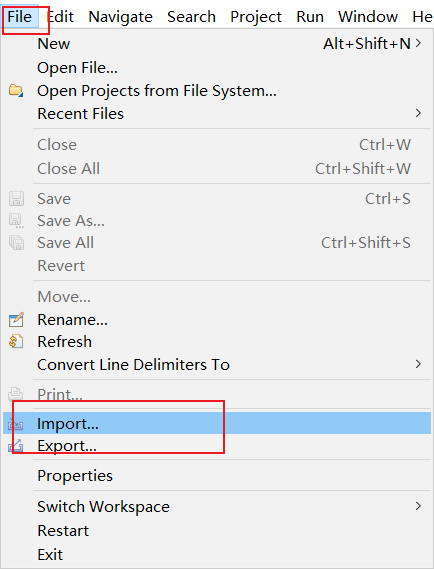 File Edit Navigate Search Project Run Window He
New Alt+Shift+N >
Open File...
Open Projects from File System...
Recent Files >
Close Ctrl+W
Close All Ctrl+Shift+W
Save Ctrl+S
Save As...
Save All Ctrl+Shift+S
Revert
Move...
Rename...
Refresh
Convert Line Delimiters To >
Print...
Import...
Export...
Properties
Switch Workspace >
Restart
Exit